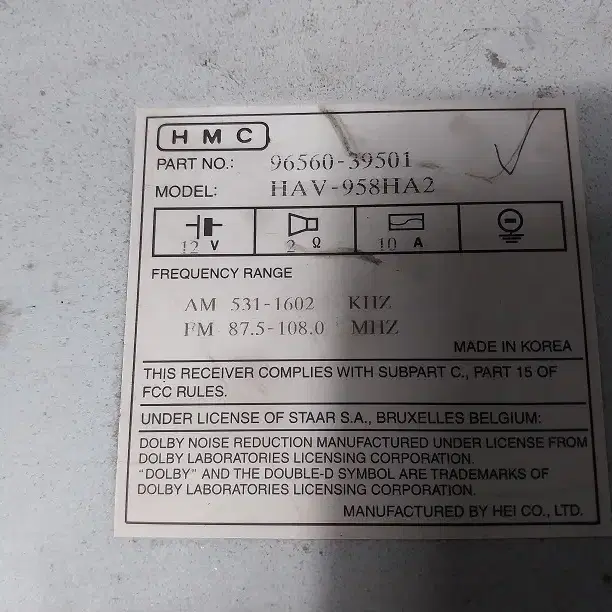 HMC
PART NO.: 96560-39501
MODEL: HAV-958HA2
12 V 2 Ω 10 A
FREQUENCY RANGE
AM 531-1602 KHZ
FM 87.5-108.0 MHZ
MADE IN KOREA
THIS RECEIVER COMPLIES WITH SUBPART C., PART 15 OF
FCC RULES.
UNDER LICENSE OF STAAR S.A., BRUXELLES BELGIUM:
DOLBY NOISE REDUCTION MANUFACTURED UNDER LICENSE FROM
DOLBY LABORATORIES LICENSING CORPORATION.
"DOLBY" AND THE DOUBLE-D SYMBOL ARE TRADEMARKS OF
DOLBY LABORATORIES LICENSING CORPORATION.
MANUFACTURED BY HEI CO., LTD.